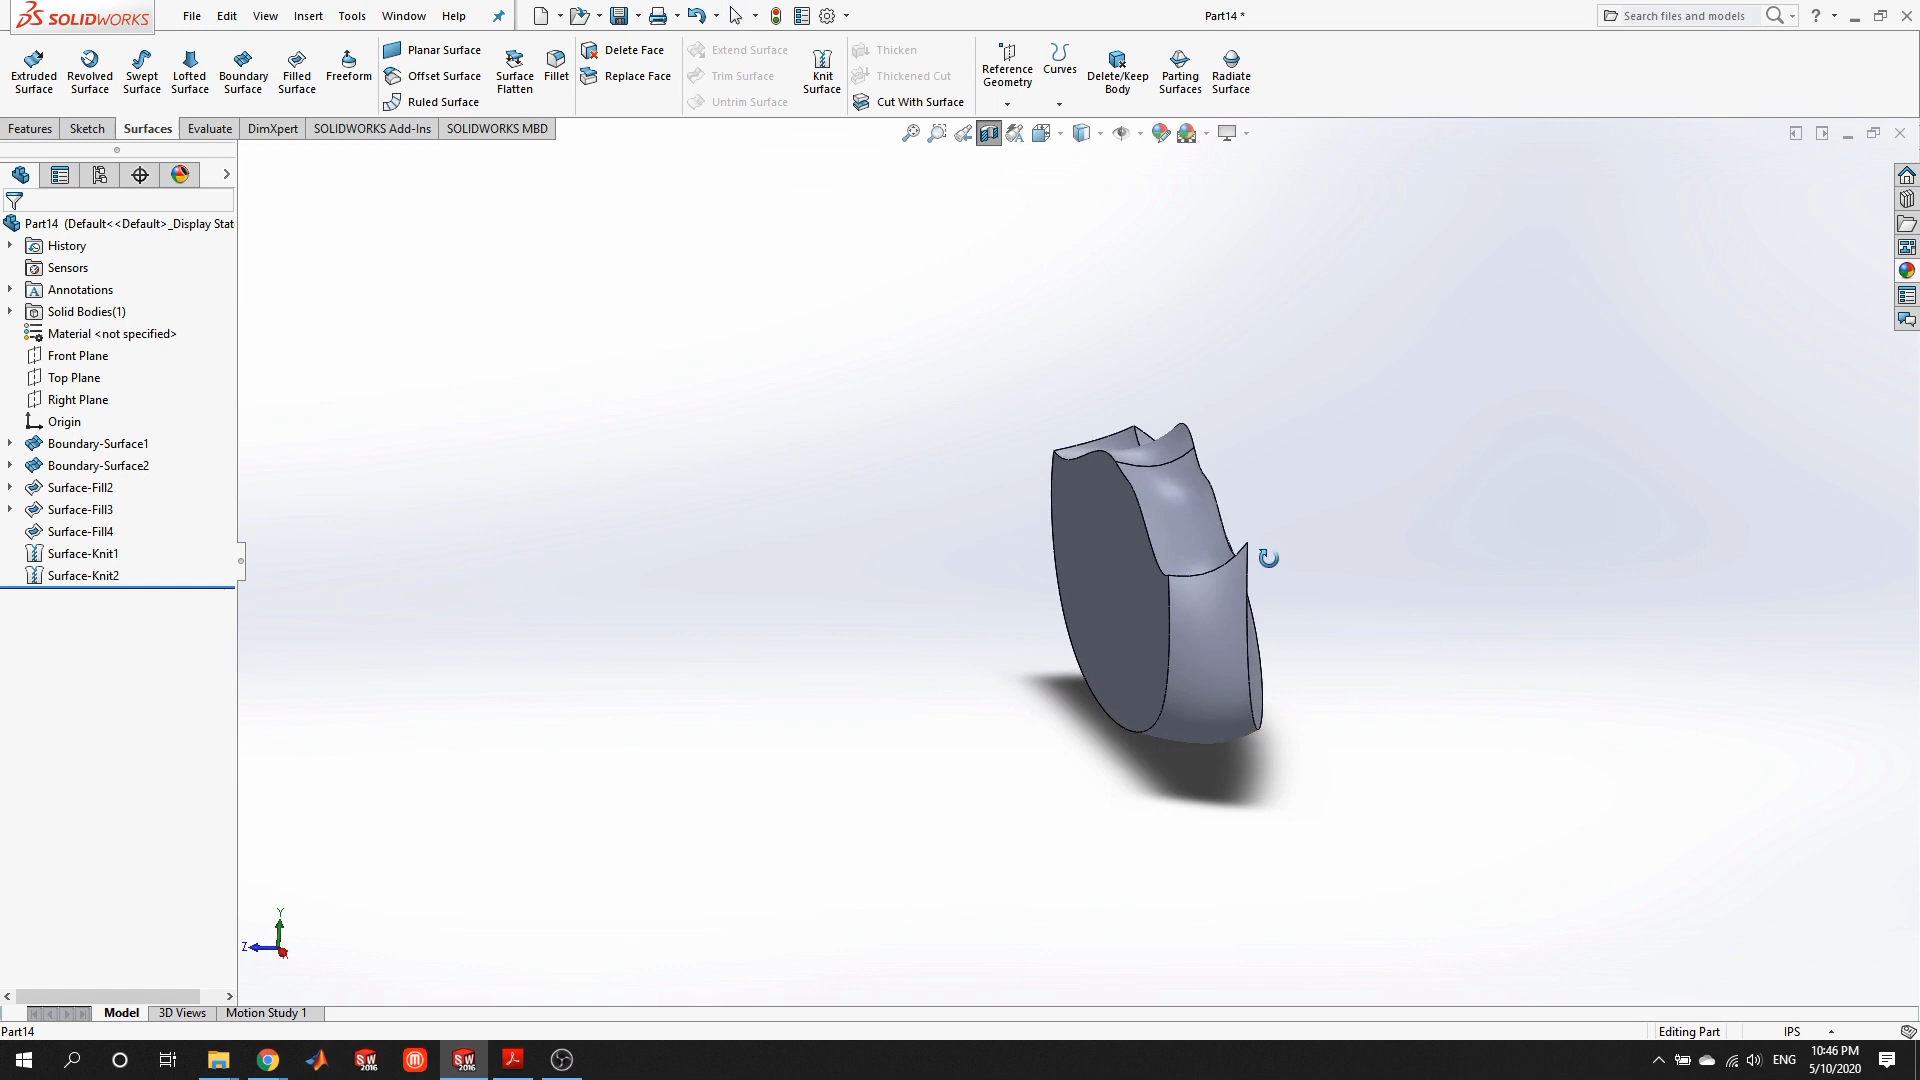 SOLIDWORKS File Edit View Insert Tools Window Help Part14 * Search files and models ?
Planar Surface Delete Face Extend Surface Thicken
Offset Surface Replace Face Trim Surface Thickened Cut
Ruled Surface Untrim Surface Cut With Surface
Extruded Surface
Revolved Surface
Swept Surface
Lofted Surface
Boundary Surface
Filled Surface
Freeform
Surface Flatten
Fillet
Knit Surface
Reference Geometry
Curves
Delete/Keep Body
Parting Surfaces
Radiate Surface
Features Sketch Surfaces Evaluate DimXpert SOLIDWORKS Add-Ins SOLIDWORKS MBD
Part14 (Default<<Default>_Display Stat
History
Sensors
Annotations
Solid Bodies(1)
Material <not specified>
Front Plane
Top Plane
Right Plane
Origin
Boundary-Surface1
Boundary-Surface2
Surface-Fill2
Surface-Fill3
Surface-Fill4
Surface-Knit1
Surface-Knit2
Y
Z
Model 3D Views Motion Study 1
Part14 Editing Part IPS
SW 2016 SW 2016 ENG 10:46 PM
5/10/2020